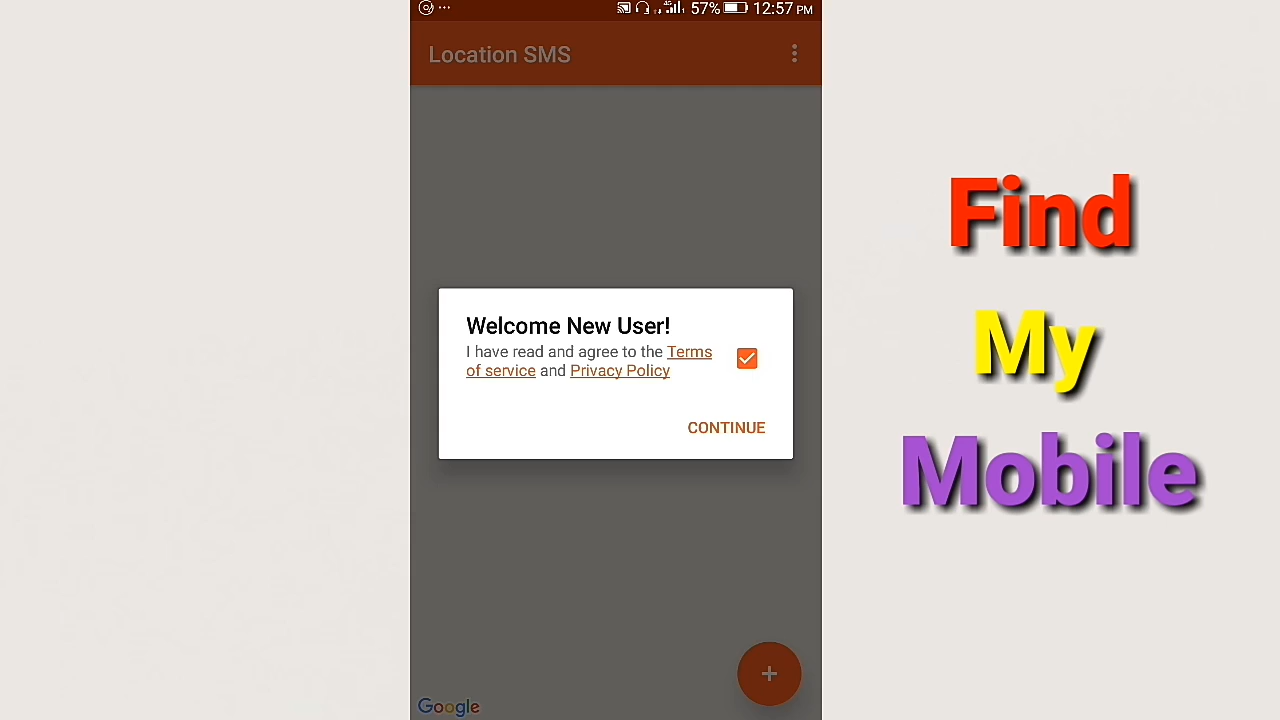 57% 12:57 PM
Location SMS
Welcome New User!
I have read and agree to the Terms
of service and Privacy Policy
CONTINUE
+
Google
Find
My
Mobile